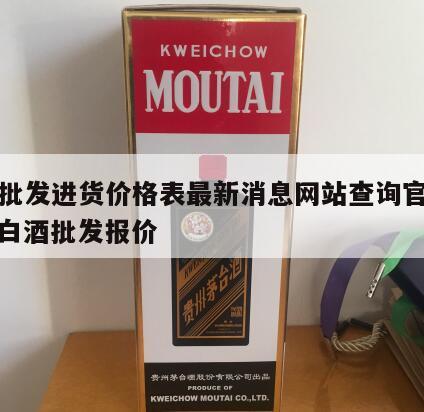 KWEICHOW
MOUTAI
批发进货价格表最新消息网站查询官
白酒批发报价
贵州茅台酒
贵州茅台酒股份有限公司出品
PRODUCE OF
KWEICHOW MOUTAI CO.,LTD.